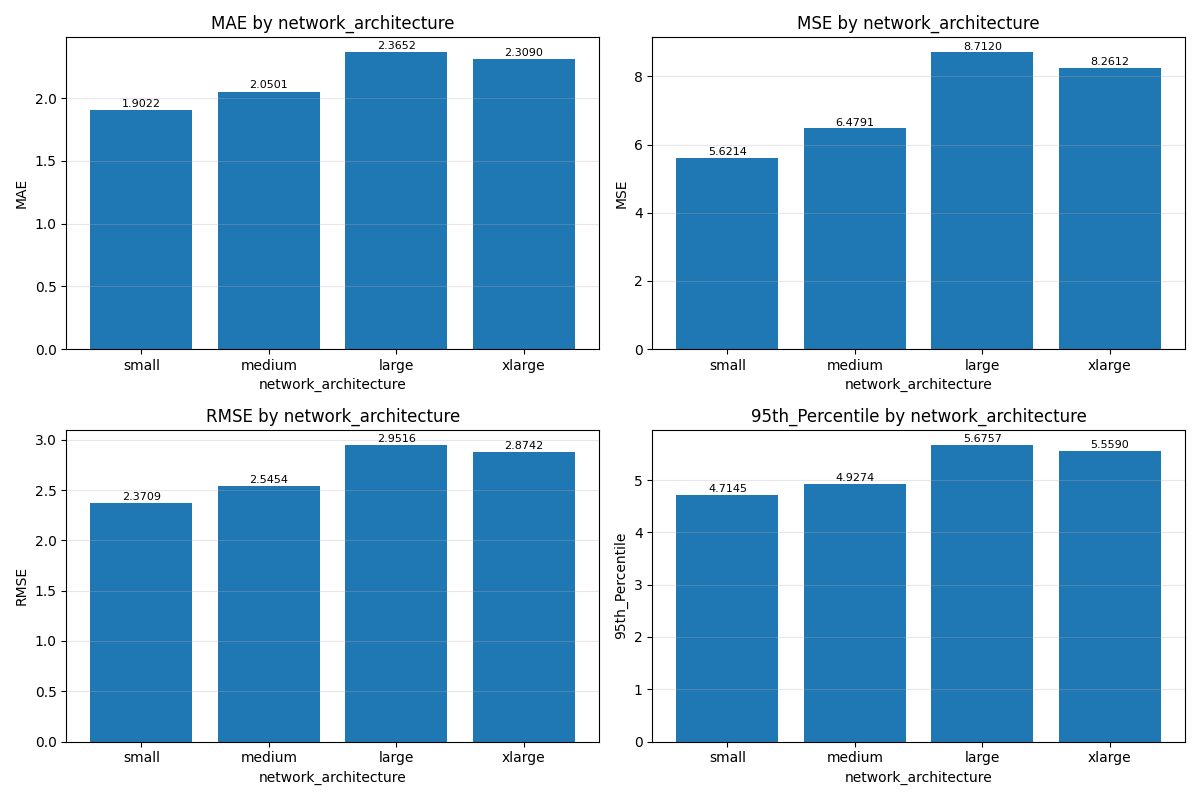 MAE by network_architecture
2.3652
2.3090
2.0501
1.9022
2.0
1.5
1.0
0.5
0.0
MAE
small medium large xlarge
network_architecture
MSE by network_architecture
8.7120
8.2612
6.4791
5.6214
8
6
4
2
0
MSE
small medium large xlarge
network_architecture
RMSE by network_architecture
2.9516
2.8742
2.5454
2.3709
3.0
2.5
2.0
1.5
1.0
0.5
0.0
RMSE
small medium large xlarge
network_architecture
95th_Percentile by network_architecture
5.6757
5.5590
4.9274
4.7145
5
4
3
2
1
0
95th_Percentile
small medium large xlarge
network_architecture